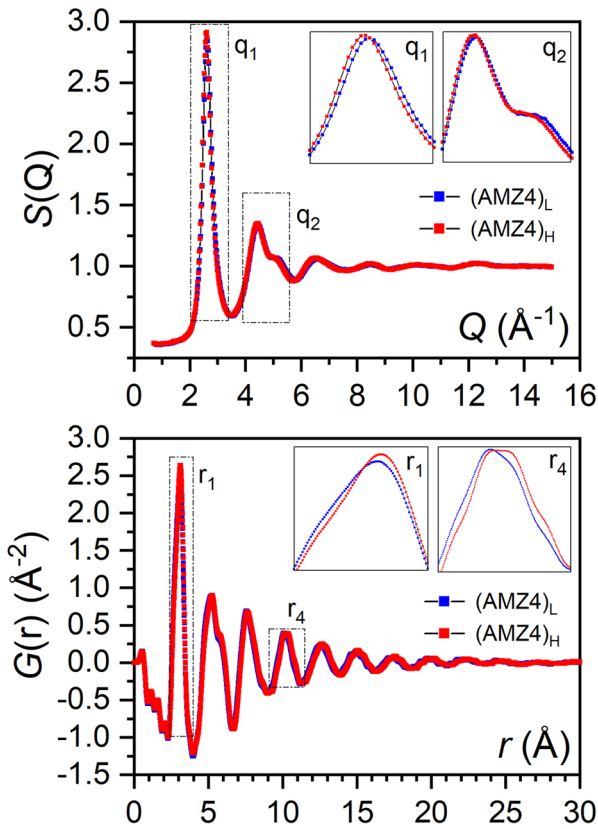 3.0
2.5
2.0
1.5
1.0
0.5
S(Q)
q1
q2
q1
q2
(AMZ4)L
(AMZ4)H
Q (Å-1)
0 2 4 6 8 10 12 14 16
3.0
2.5
2.0
1.5
1.0
0.5
0.0
-0.5
-1.0
-1.5
G(r) (Å-2)
r1
r4
r1
r4
(AMZ4)L
(AMZ4)H
r (Å)
0 5 10 15 20 25 30